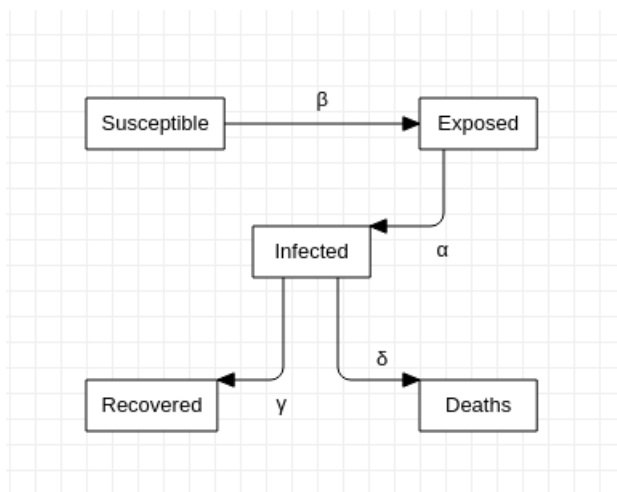 β
Susceptible
Exposed
Infected
α
δ
Recovered
γ
Deaths